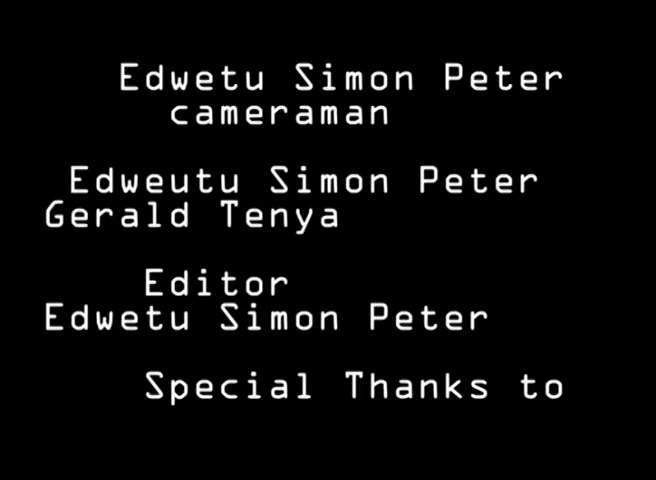 Edwetu Simon Peter
cameraman
Edweutu Simon Peter
Gerald Tenya
Editor
Edwetu Simon Peter
Special Thanks to